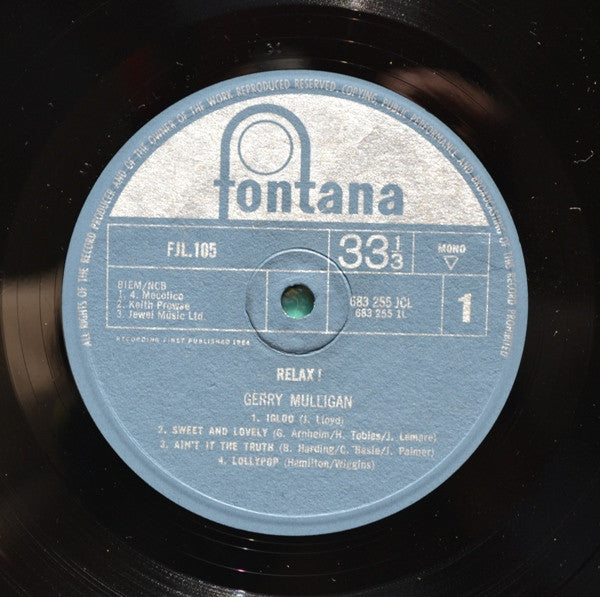 ALL RIGHTS OF THE RECORD PRODUCER AND OF THE OWNER OF THE WORK REPRODUCED RESERVED. COPYING, PUBLIC PERFORMANCE AND BROADCASTING OF THIS RECORD PROHIBITED
fontana
FJL.105
33 1/3
MONO
BIEM/NCB
1. 4. Mecolico
2. Keith Prowse
3. Jewel Music Ltd.
683 255 JCL
683 255 1L
1
RECORDING FIRST PUBLISHED 1964
RELAX!
GERRY MULLIGAN
1. IGLOO (J. Lloyd)
2. SWEET AND LOVELY (G. Arnheim/H. Tobias/J. Lemare)
3. AIN'T IT THE TRUTH (B. Harding/C. Basie/J. Palmer)
4. LOLLYPOP (Hamilton/Wiggins)